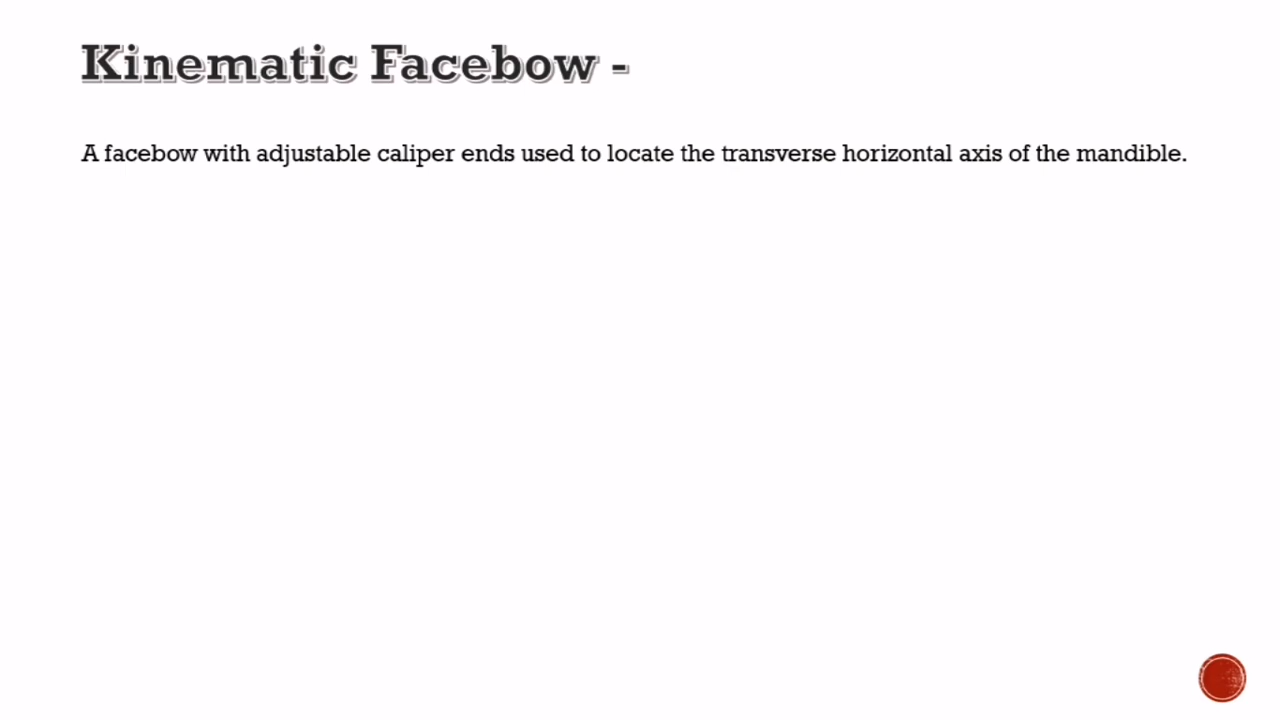 Kinematic Facebow -
A facebow with adjustable caliper ends used to locate the transverse horizontal axis of the mandible.